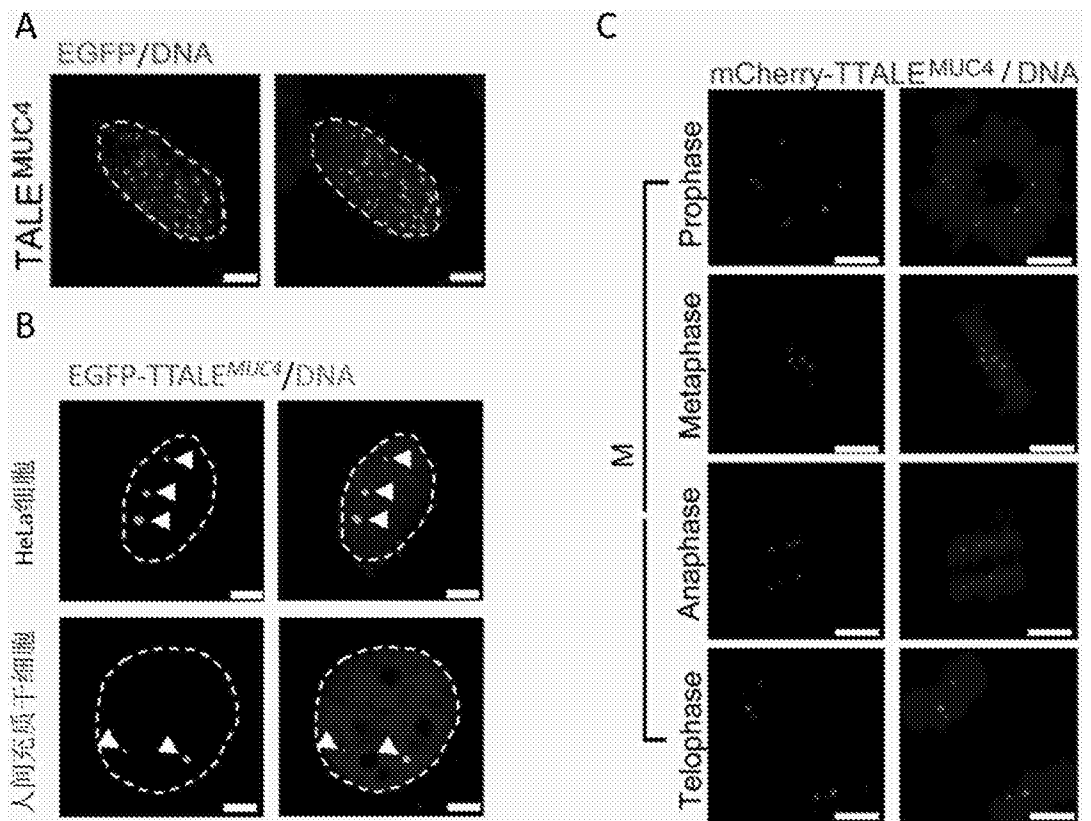 A
EGFP/DNA
TALE^MUC4
B
EGFP-TTALE^MUC4/DNA
HeLa细胞
人间充质干细胞
C
mCherry-TTALE^MUC4 / DNA
M
Prophase
Metaphase
Anaphase
Telophase